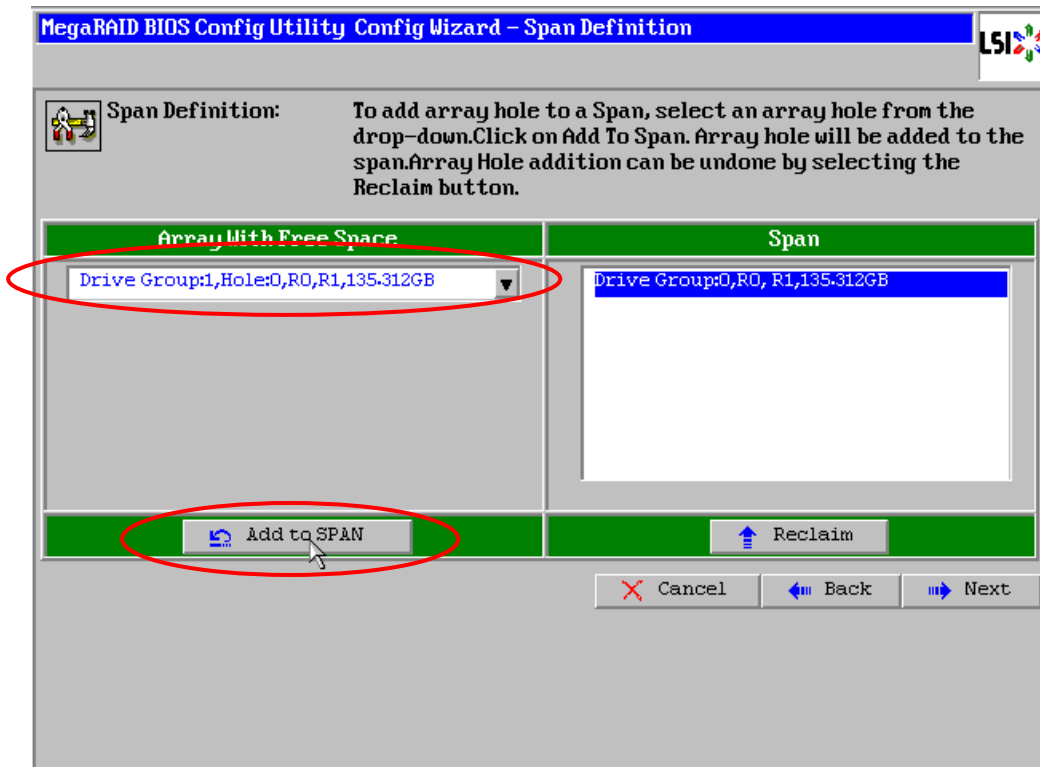 MegaRAID BIOS Config Utility Config Wizard – Span Definition
LSI
Span Definition:
To add array hole to a Span, select an array hole from the
drop-down.Click on Add To Span. Array hole will be added to the
span.Array Hole addition can be undone by selecting the
Reclaim button.
Array With Free Space
Span
Drive Group:1,Hole:0,R0,R1,135.312GB
Drive Group:0,R0, R1,135.312GB
Add to SPAN
Reclaim
Cancel
Back
Next